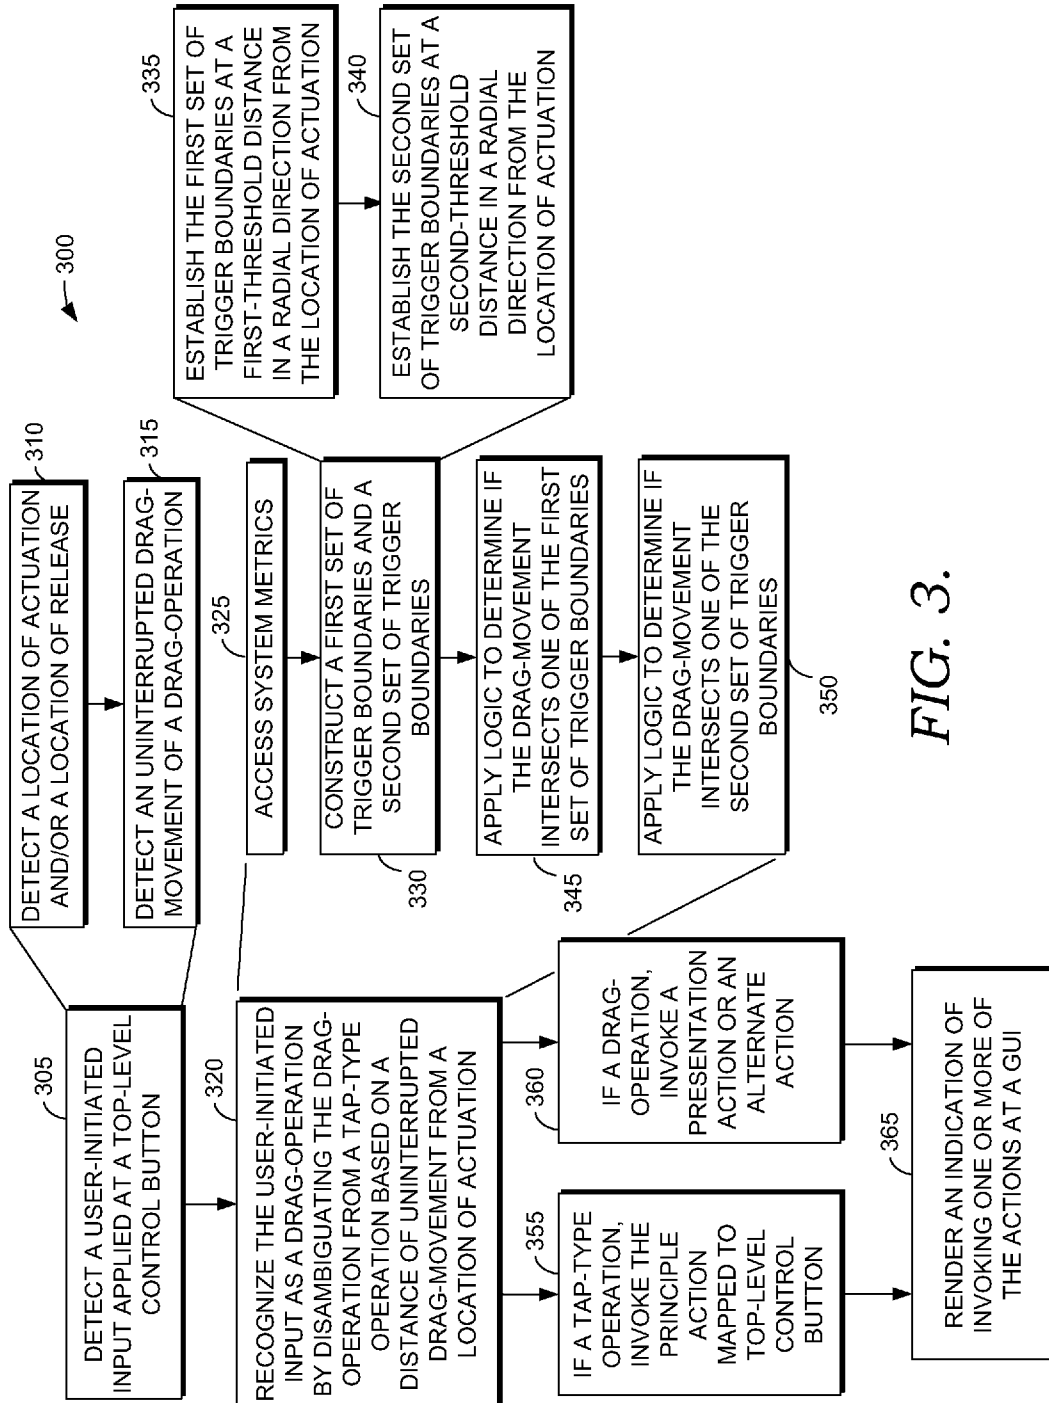 300
305
DETECT A USER-INITIATED
INPUT APPLIED AT A TOP-LEVEL
CONTROL BUTTON
310
DETECT A LOCATION OF ACTUATION
AND/OR A LOCATION OF RELEASE
315
DETECT AN UNINTERRUPTED DRAG-
MOVEMENT OF A DRAG-OPERATION
320
RECOGNIZE THE USER-INITIATED
INPUT AS A DRAG-OPERATION
BY DISAMBIGUATING THE DRAG-
OPERATION FROM A TAP-TYPE
OPERATION BASED ON A
DISTANCE OF UNINTERRUPTED
DRAG-MOVEMENT FROM A
LOCATION OF ACTUATION
325
ACCESS SYSTEM METRICS
330
CONSTRUCT A FIRST SET OF
TRIGGER BOUNDARIES AND A
SECOND SET OF TRIGGER
BOUNDARIES
335
ESTABLISH THE FIRST SET OF
TRIGGER BOUNDARIES AT A
FIRST-THRESHOLD DISTANCE
IN A RADIAL DIRECTION FROM
THE LOCATION OF ACTUATION
340
ESTABLISH THE SECOND SET
OF TRIGGER BOUNDARIES AT A
SECOND-THRESHOLD
DISTANCE IN A RADIAL
DIRECTION FROM THE
LOCATION OF ACTUATION
345
APPLY LOGIC TO DETERMINE IF
THE DRAG-MOVEMENT
INTERSECTS ONE OF THE FIRST
SET OF TRIGGER BOUNDARIES
350
APPLY LOGIC TO DETERMINE IF
THE DRAG-MOVEMENT
INTERSECTS ONE OF THE
SECOND SET OF TRIGGER
BOUNDARIES
355
IF A TAP-TYPE
OPERATION,
INVOKE THE
PRINCIPLE
ACTION
MAPPED TO
TOP-LEVEL
CONTROL
BUTTON
360
IF A DRAG-
OPERATION,
INVOKE A
PRESENTATION
ACTION OR AN
ALTERNATE
ACTION
365
RENDER AN INDICATION OF
INVOKING ONE OR MORE OF
THE ACTIONS AT A GUI
FIG. 3.